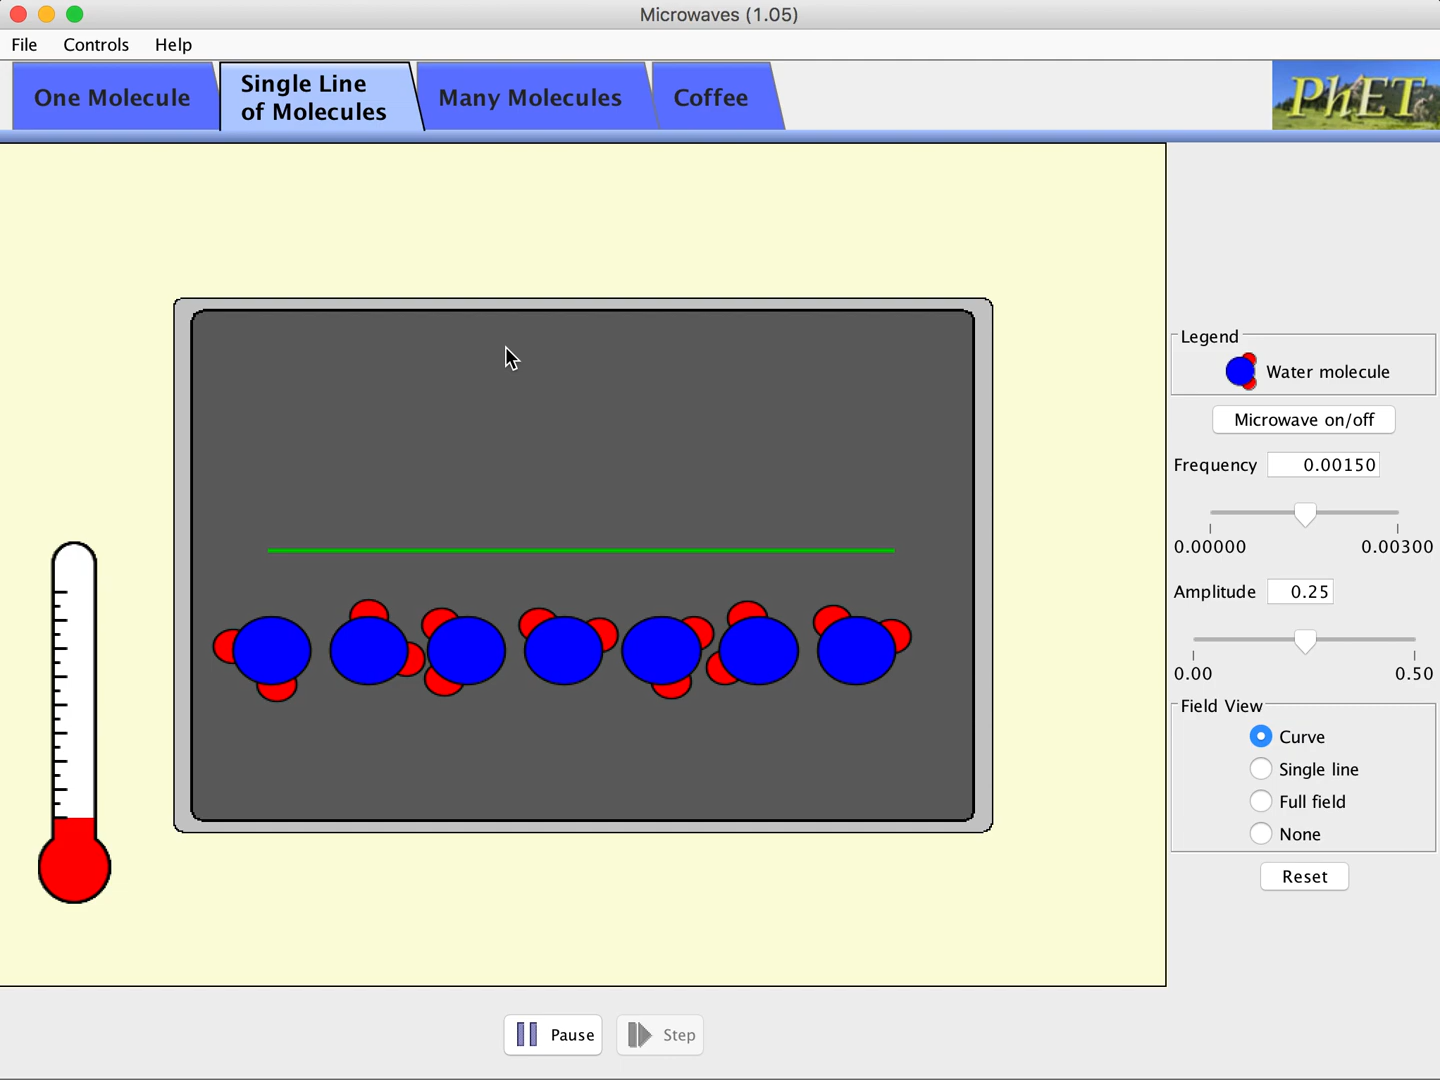 Microwaves (1.05)
File Controls Help
One Molecule
Single Line
of Molecules
Many Molecules
Coffee
PhET
Legend
Water molecule
Microwave on/off
Frequency 0.00150
0.00000 0.00300
Amplitude 0.25
0.00 0.50
Field View
Curve
Single line
Full field
None
Reset
Pause
Step